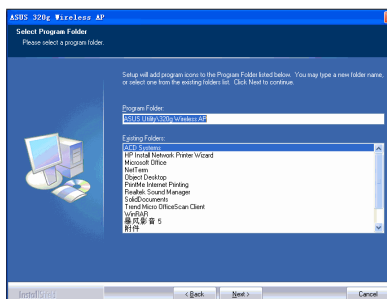 ASUS 320g Wireless AP
Select Program Folder
Please select a program folder.
Setup will add program icons to the Program Folder listed below. You may type a new folder name, or select one from the existing folders list. Click Next to continue.
Program Folder:
ASUS Utility\320g Wireless AP
Existing Folders:
ACD Systems
HP Install Network Printer Wizard
Microsoft Office
NetTerm
Object Desktop
PrintMe Internet Printing
Realtek Sound Manager
SolidDocuments
Trend Micro OfficeScan Client
WinRAR
暴风影音 5
附件
InstallShield
< Back
Next >
Cancel